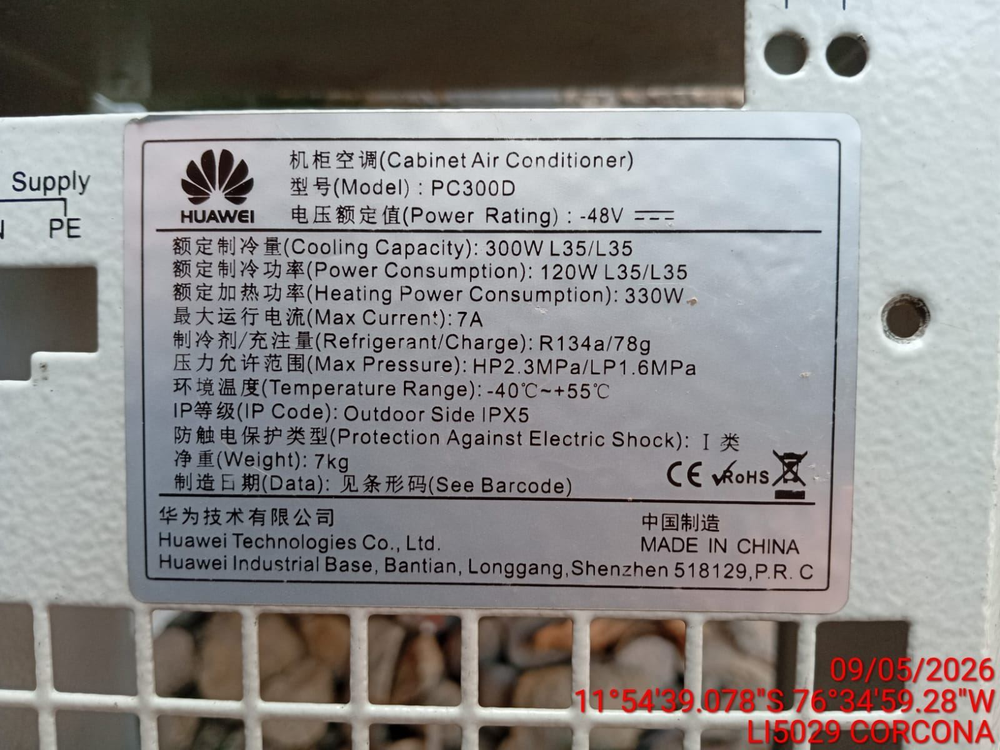 Supply
PE
HUAWEI
机柜空调(Cabinet Air Conditioner)
型号(Model) : PC300D
电压额定值(Power Rating) : -48V
额定制冷量(Cooling Capacity): 300W L35/L35
额定制冷功率(Power Consumption): 120W L35/L35
额定加热功率(Heating Power Consumption): 330W
最大运行电流(Max Current): 7A
制冷剂/充注量(Refrigerant/Charge): R134a/78g
压力允许范围(Max Pressure): HP2.3MPa/LP1.6MPa
环境温度(Temperature Range): -40℃~+55℃
IP等级(IP Code): Outdoor Side IPX5
防触电保护类型(Protection Against Electric Shock): I 类
净重(Weight): 7kg
制造日期(Data): 见条形码(See Barcode)
CE RoHS
华为技术有限公司
Huawei Technologies Co., Ltd.
Huawei Industrial Base, Bantian, Longgang,Shenzhen 518129,P.R. C
中国制造
MADE IN CHINA
09/05/2026
11°54'39.078"S 76°34'59.28"W
LI5029 CORCONA